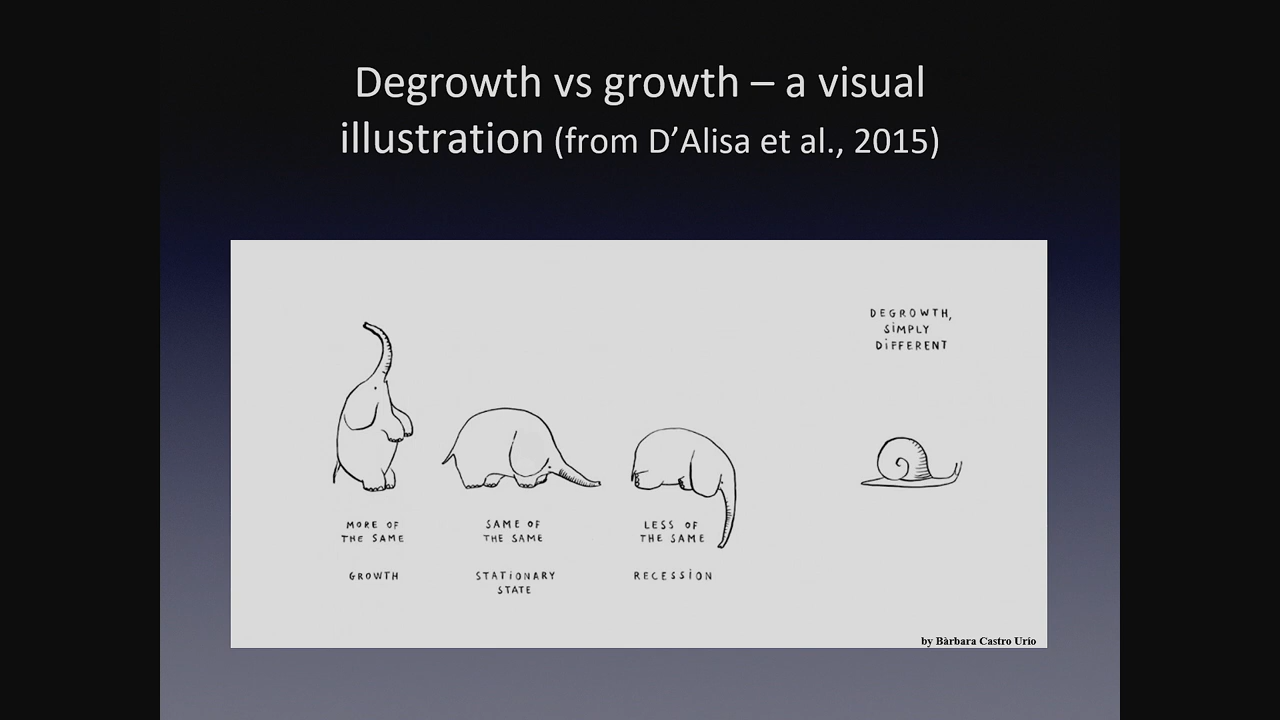 Degrowth vs growth – a visual
illustration (from D’Alisa et al., 2015)
DEGROWTH,
SiMPLY
DiFFERENT
MORE OF
THE SAME
SAME OF
THE SAME
LESS OF
THE SAME
GROWTH
STATiONARY
STATE
RECESSiON
by Bàrbara Castro Urío